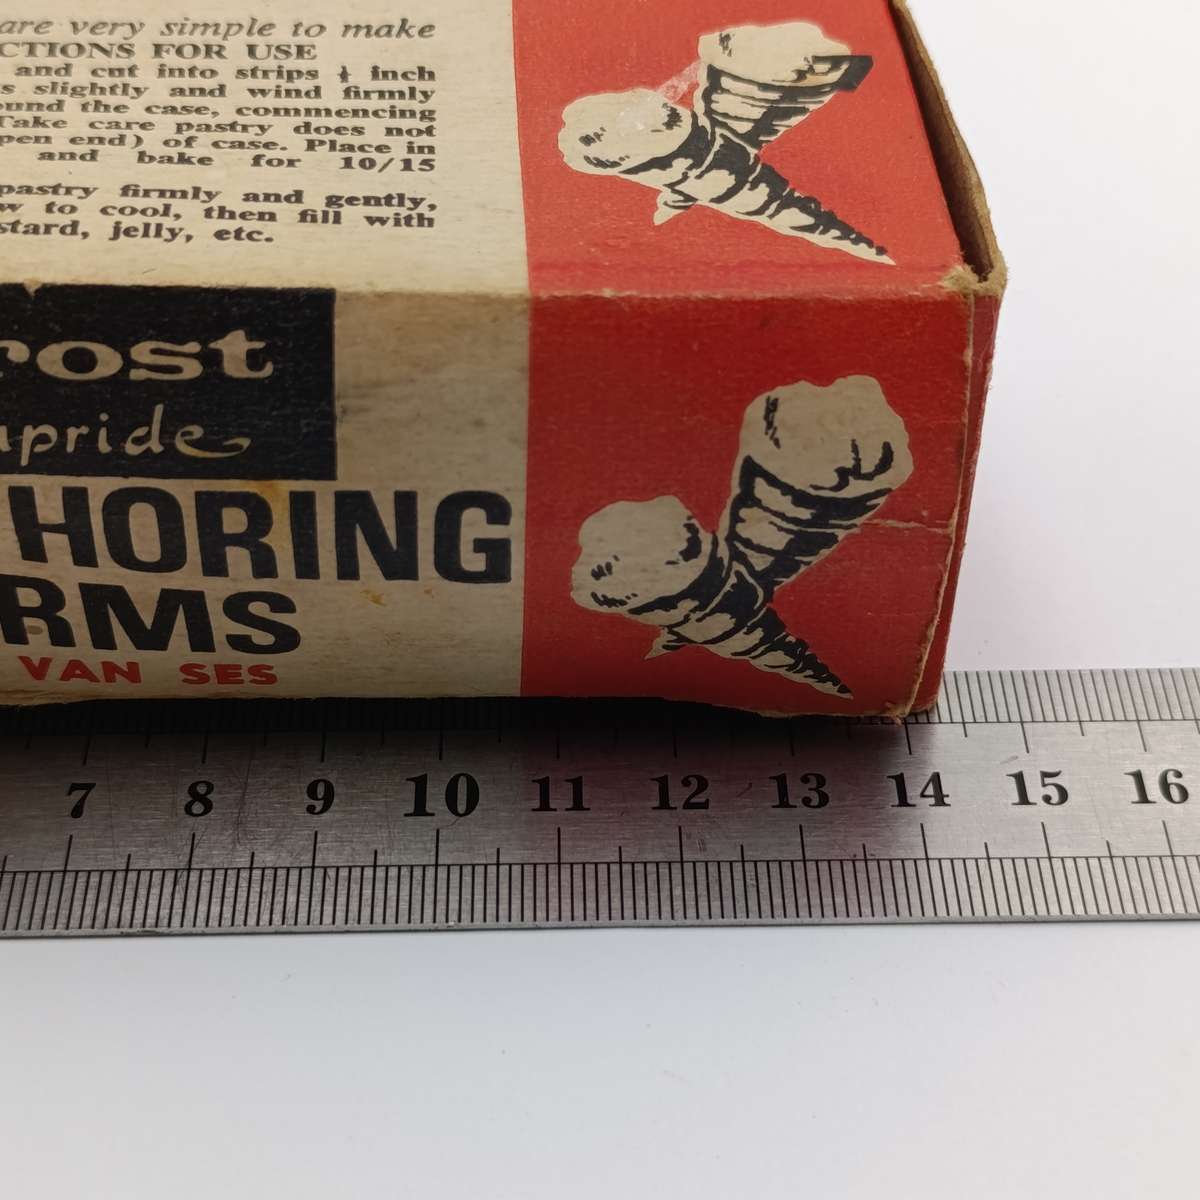 are very simple to make
CTIONS FOR USE
and cut into strips inch
s slightly and wind firmly
ound the case, commencing
Take care pastry does not
pen end) of case. Place in
and bake for 10/15
pastry firmly and gently,
w to cool, then fill with
stard, jelly, etc.
rost
apride
HORING
RMS
VAN SES
7 8 9 10 11 12 13 14 15 16